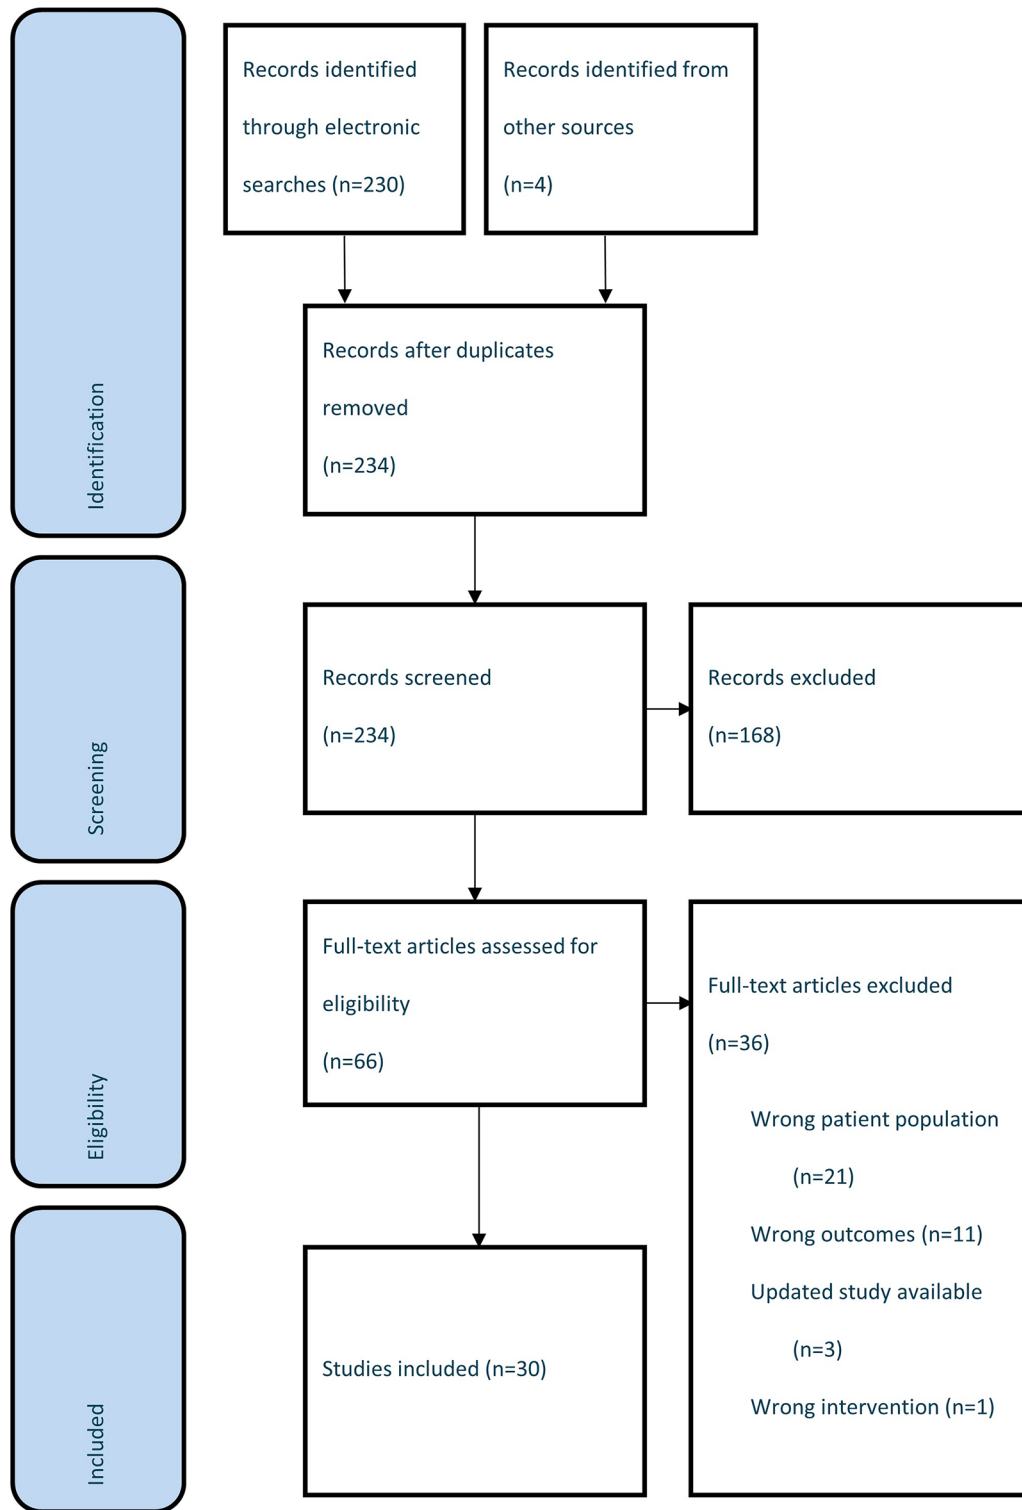 Identification
Records identified
through electronic
searches (n=230)
Records identified from
other sources
(n=4)
Records after duplicates
removed
(n=234)
Screening
Records screened
(n=234)
Records excluded
(n=168)
Eligibility
Full-text articles assessed for
eligibility
(n=66)
Full-text articles excluded
(n=36)
Wrong patient population
(n=21)
Wrong outcomes (n=11)
Updated study available
(n=3)
Wrong intervention (n=1)
Included
Studies included (n=30)